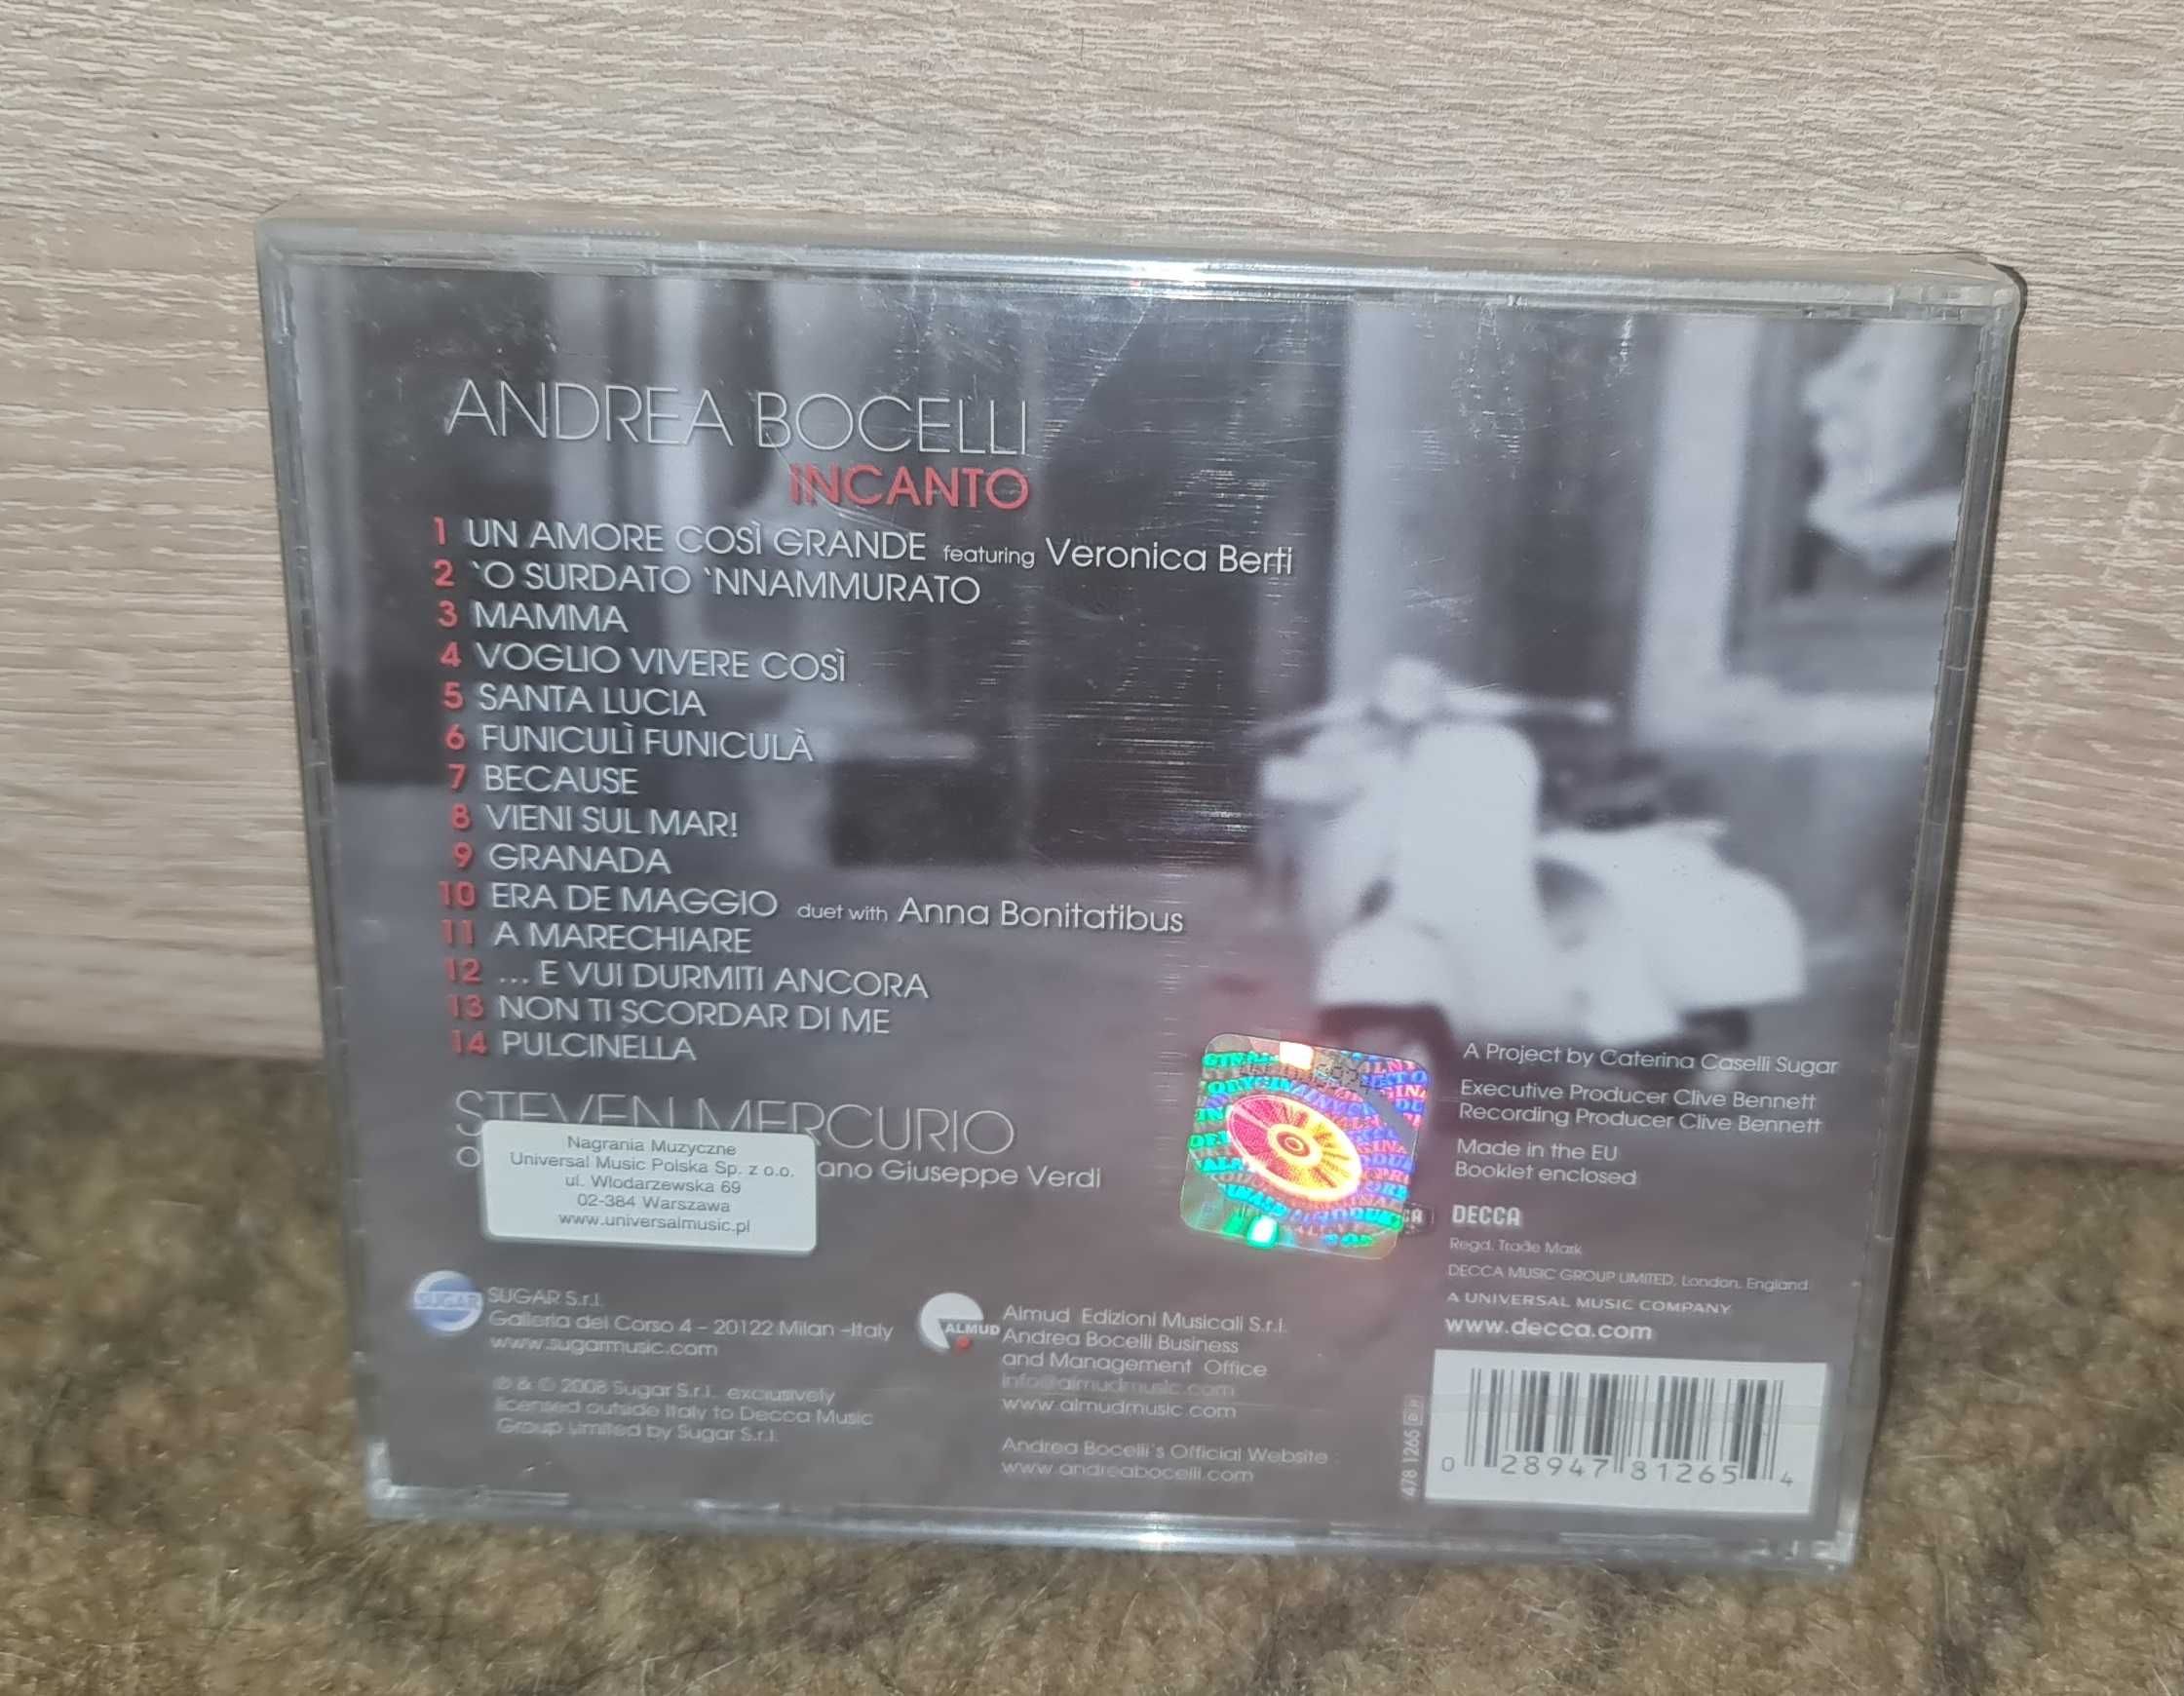 ANDREA BOCELLI
INCANTO
1 UN AMORE COSÌ GRANDE featuring Veronica Berti
2 ‘O SURDATO ‘NNAMMURATO
3 MAMMA
4 VOGLIO VIVERE COSÌ
5 SANTA LUCIA
6 FUNICULÌ FUNICULÀ
7 BECAUSE
8 VIENI SUL MAR!
9 GRANADA
10 ERA DE MAGGIO duet with Anna Bonitatibus
11 A MARECHIARE
12 ... E VUI DURMITI ANCORA
13 NON TI SCORDAR DI ME
14 PULCINELLA
STEVEN MERCURIO
ano Giuseppe Verdi
Nagrania Muzyczne
Universal Music Polska Sp. z o.o.
ul. Wlodarzewska 69
02-384 Warszawa
www.universalmusic.pl
SUGAR
SUGAR S.r.l.
Galleria del Corso 4 – 20122 Milan –Italy
www.sugarmusic.com
℗ & © 2008 Sugar S.r.l. exclusively
licensed outside Italy to Decca Music
Group Limited by Sugar S.r.l.
ALMUD
Almud Edizioni Musicali S.r.l.
Andrea Bocelli Business
and Management Office
info@almudmusic.com
www.almudmusic.com
Andrea Bocelli's Official Website
www.andreabocelli.com
A Project by Caterina Caselli Sugar
Executive Producer Clive Bennett
Recording Producer Clive Bennett
Made in the EU
Booklet enclosed
DECCA
Regd. Trade Mark
DECCA MUSIC GROUP LIMITED, London, England
A UNIVERSAL MUSIC COMPANY
www.decca.com
478 1265
0 28947 81265 4